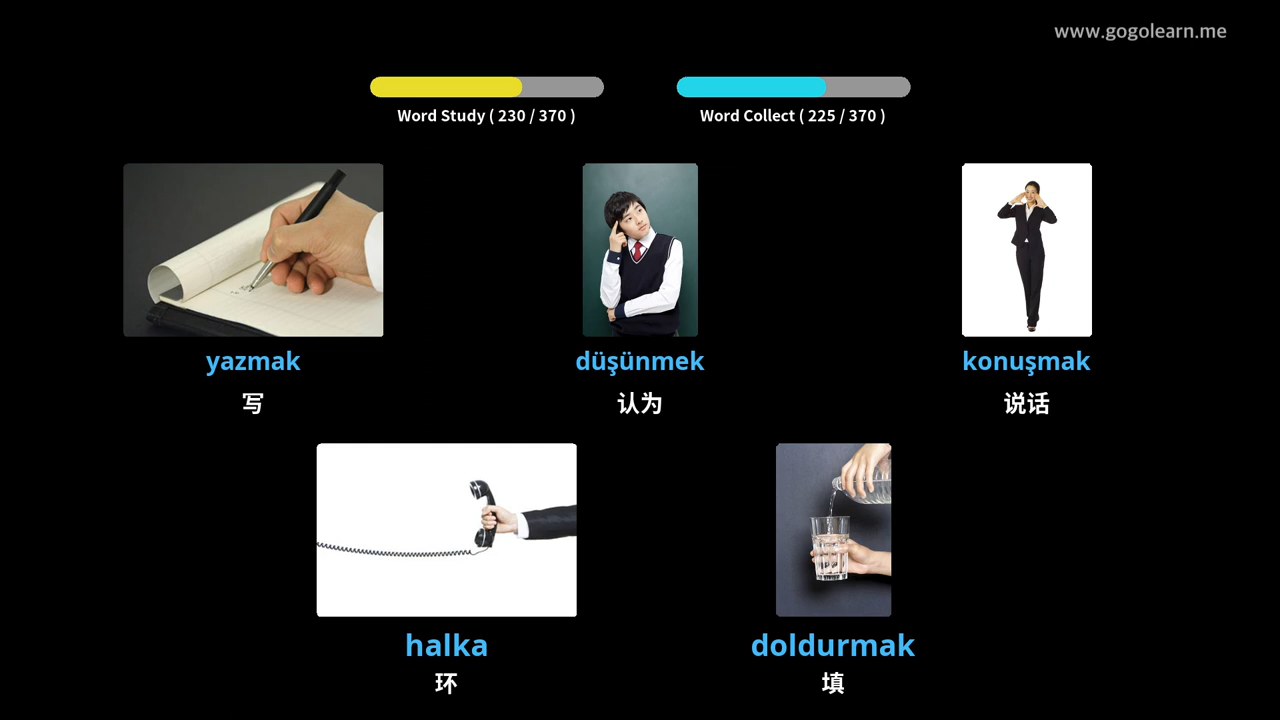 www.gogolearn.me
Word Study ( 230 / 370 )
Word Collect ( 225 / 370 )
yazmak
写
düşünmek
认为
konuşmak
说话
halka
环
doldurmak
填